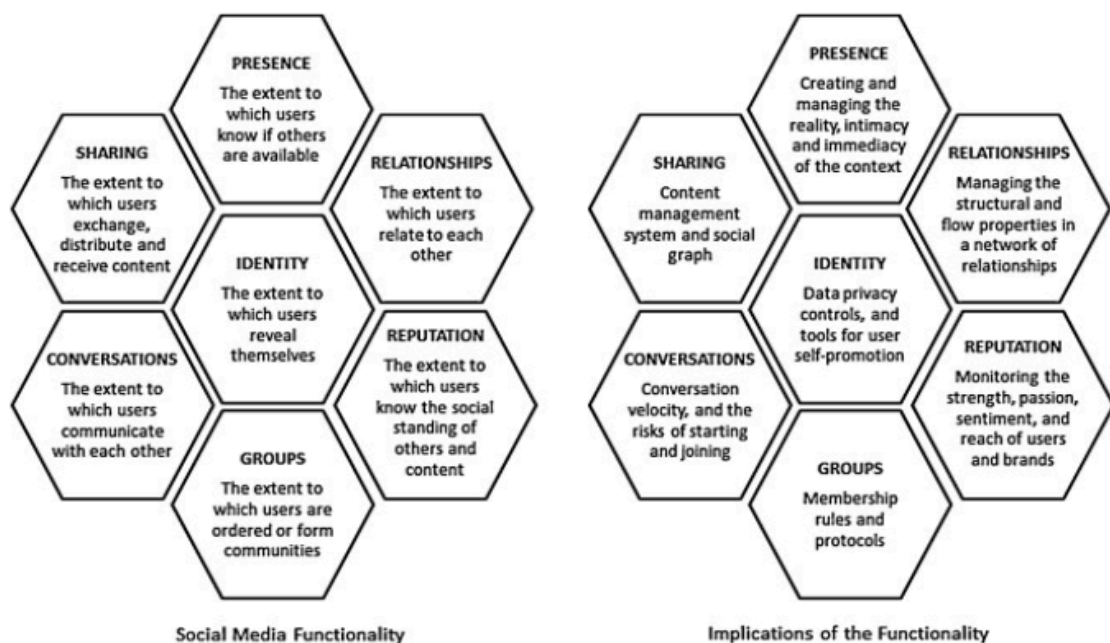 PRESENCE
The extent to
which users
know if others
are available
SHARING
The extent to
which users
exchange,
distribute and
receive content
RELATIONSHIPS
The extent to
which users
relate to each
other
IDENTITY
The extent to
which users
reveal
themselves
CONVERSATIONS
The extent to
which users
communicate
with each other
REPUTATION
The extent to
which users
know the social
standing of
others and
content
GROUPS
The extent to
which users are
ordered or form
communities
Social Media Functionality
PRESENCE
Creating and
managing the
reality, intimacy
and immediacy
of the context
SHARING
Content
management
system and social
graph
RELATIONSHIPS
Managing the
structural and
flow properties in
a network of
relationships
IDENTITY
Data privacy
controls, and
tools for user
self-promotion
CONVERSATIONS
Conversation
velocity, and the
risks of starting
and joining
REPUTATION
Monitoring the
strength, passion,
sentiment, and
reach of users
and brands
GROUPS
Membership
rules and
protocols
Implications of the Functionality